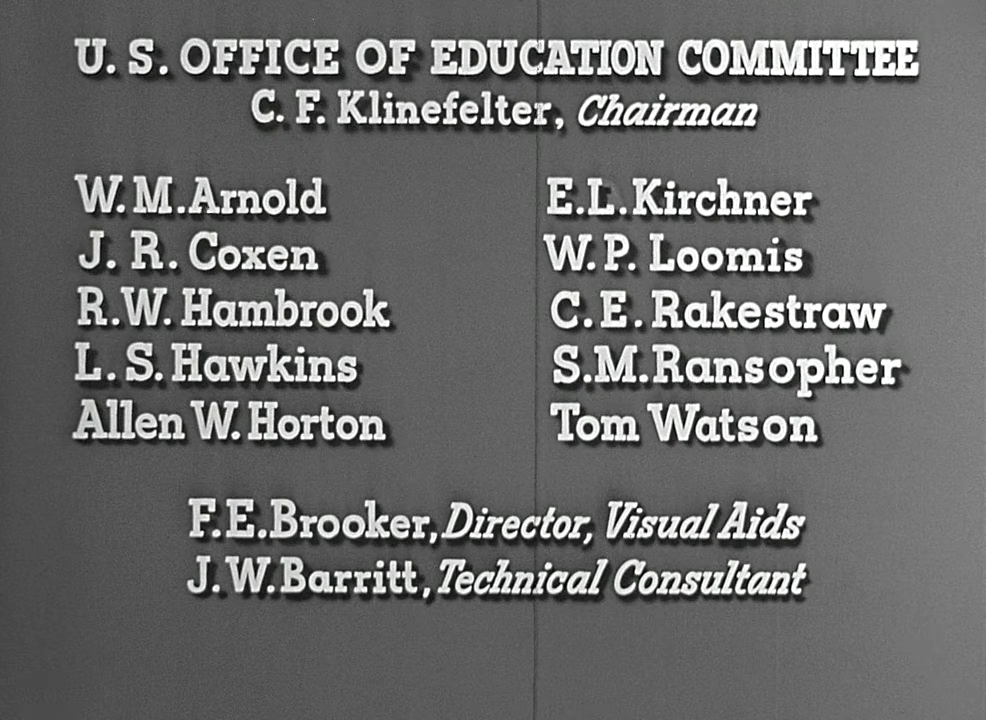 U. S. OFFICE OF EDUCATION COMMITTEE
C. F. Klinefelter, Chairman
W. M. Arnold
J. R. Coxen
R. W. Hambrook
L. S. Hawkins
Allen W. Horton
E. L. Kirchner
W. P. Loomis
C. E. Rakestraw
S. M. Ransopher
Tom Watson
F. E. Brooker, Director, Visual Aids
J. W. Barritt, Technical Consultant